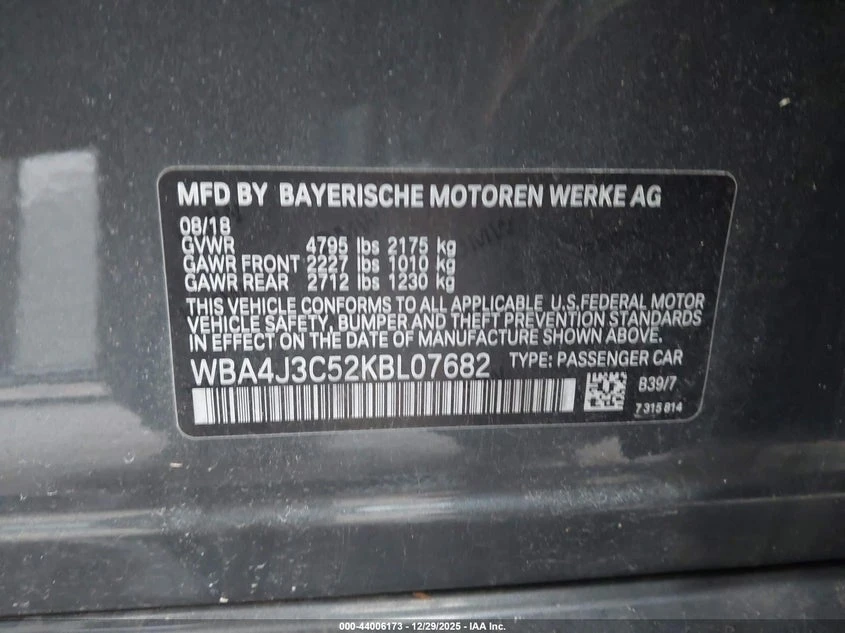 MFD BY BAYERISCHE MOTOREN WERKE AG
08/18
GVWR 4795 lbs 2175 kg
GAWR FRONT 2227 lbs 1010 kg
GAWR REAR 2712 lbs 1230 kg
THIS VEHICLE CONFORMS TO ALL APPLICABLE U.S.FEDERAL MOTOR
VEHICLE SAFETY, BUMPER AND THEFT PREVENTION STANDARDS
IN EFFECT ON THE DATE OF MANUFACTURE SHOWN ABOVE.
WBA4J3C52KBL07682 TYPE: PASSENGER CAR
B39/7
7 315 814
000-44006173 - 12/29/2025 - IAA Inc.